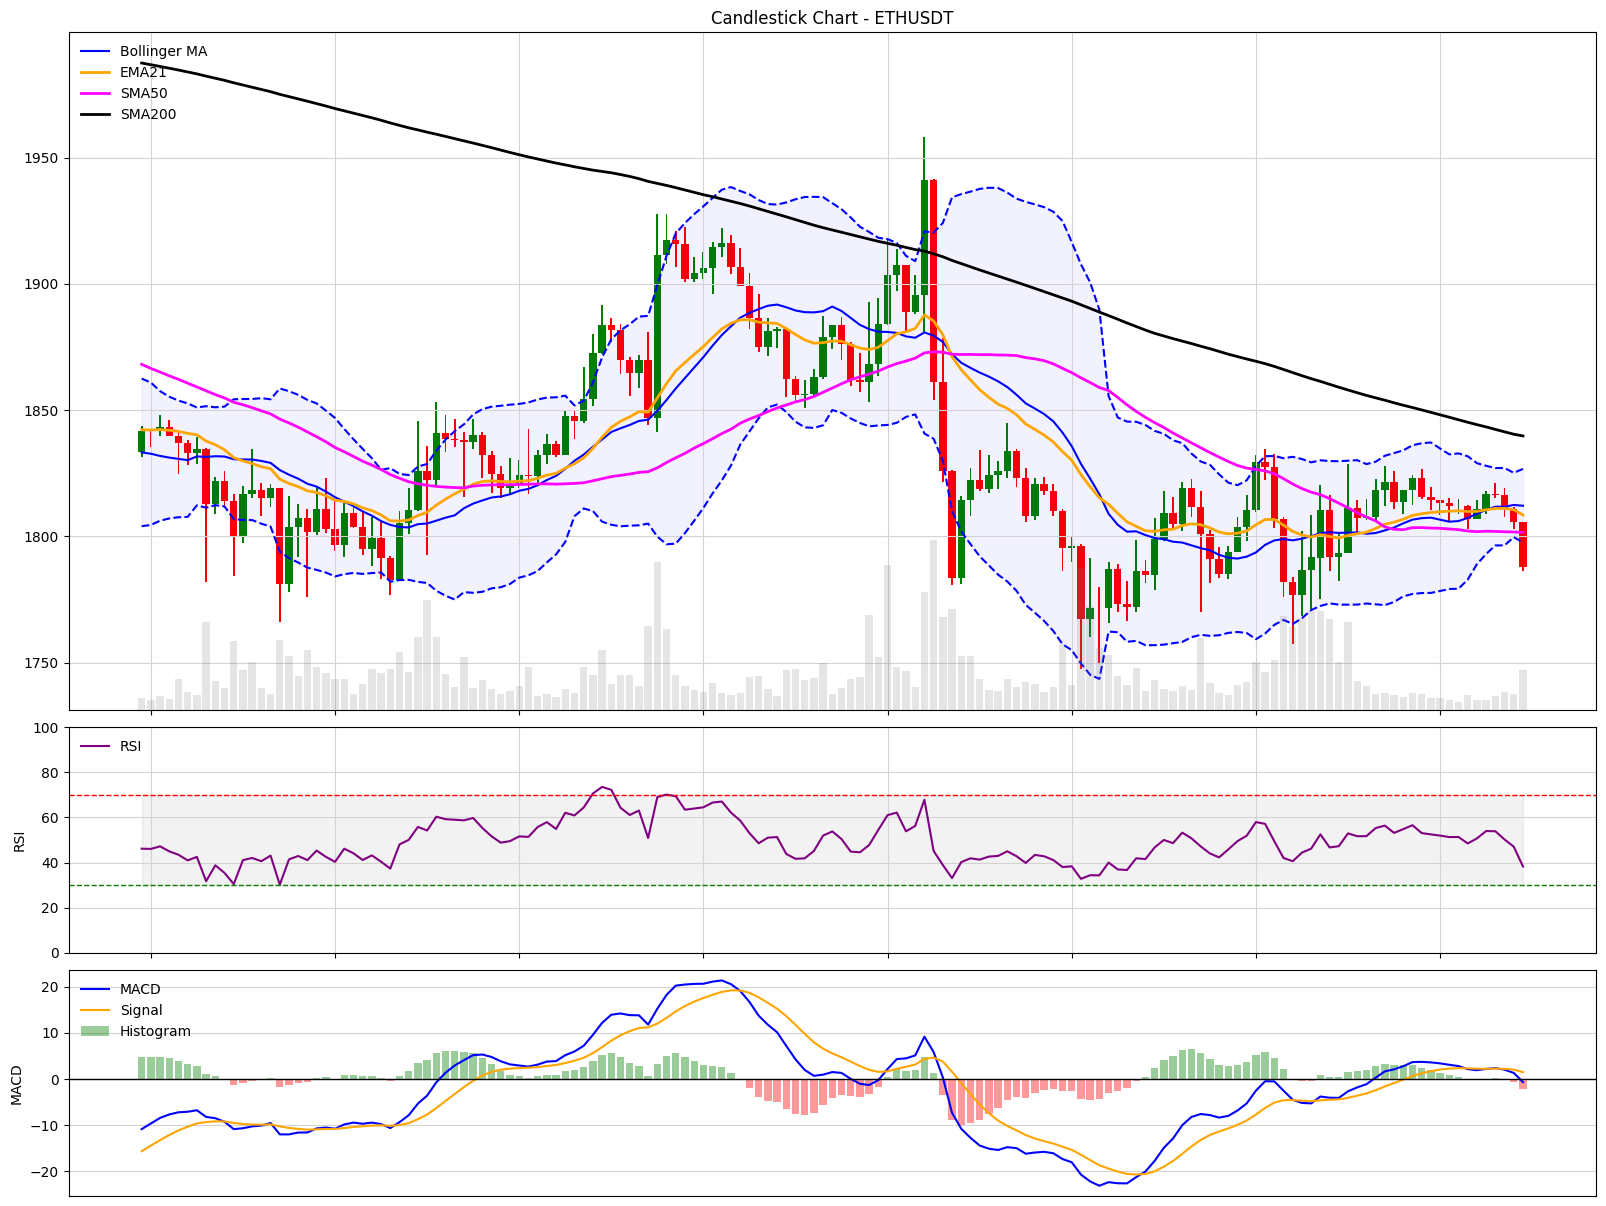 Candlestick Chart - ETHUSDT
Bollinger MA
EMA21
SMA50
SMA200
1950
1900
1850
1800
1750
RSI
100
80
60
40
20
0
RSI
MACD
Signal
Histogram
20
10
0
−10
−20
MACD